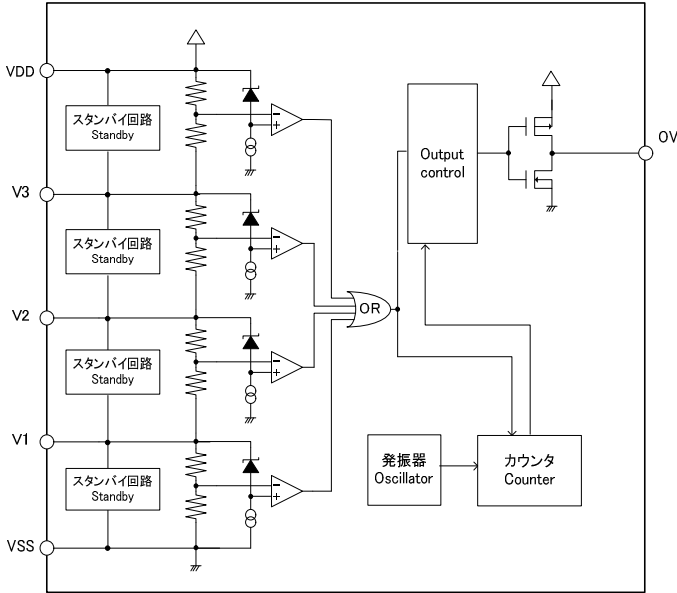 VDD
スタンバイ回路
Standby
V3
スタンバイ回路
Standby
V2
スタンバイ回路
Standby
V1
スタンバイ回路
Standby
VSS
−
+
−
+
−
+
−
+
OR
Output
control
OV
発振器
Oscillator
カウンタ
Counter